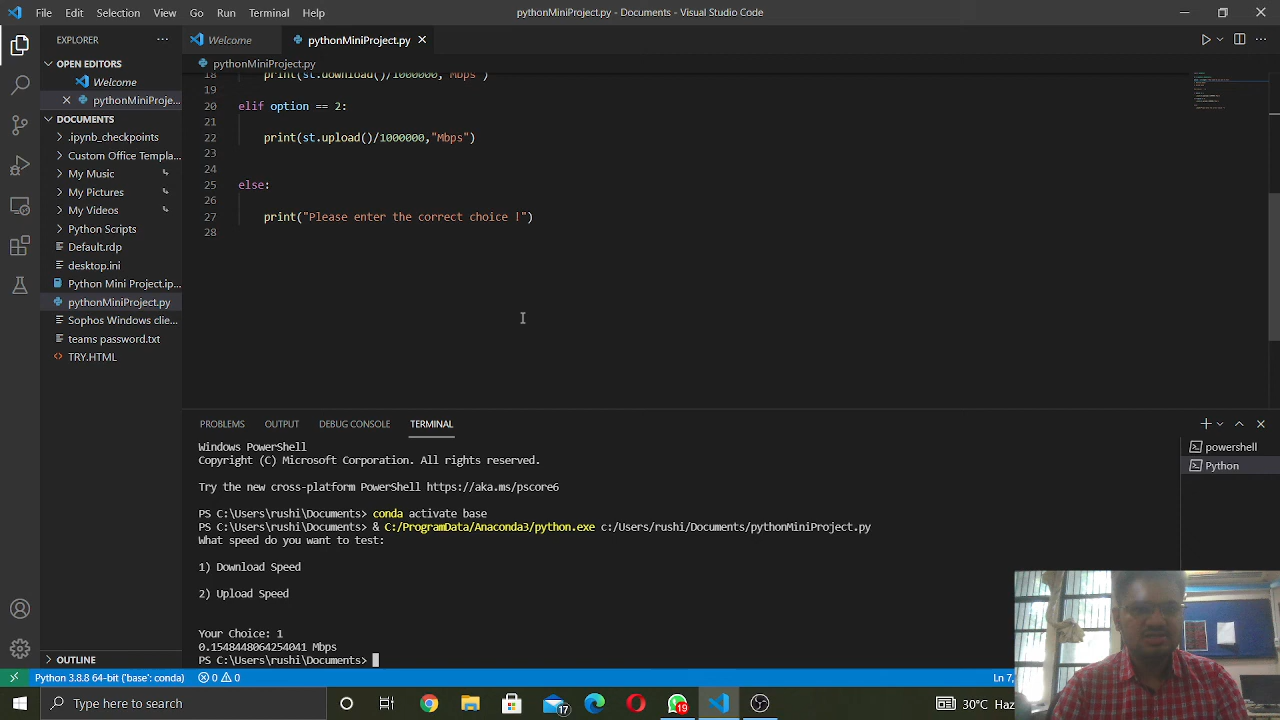 File Edit Selection View Go Run Terminal Help
pythonMiniProject.py - Documents - Visual Studio Code
EXPLORER
Welcome
pythonMiniProject.py
OPEN EDITORS
Welcome
pythonMiniProje...
DOCUMENTS
.ipynb_checkpoints
Custom Office Templa...
My Music
My Pictures
My Videos
Python Scripts
Default.rdp
desktop.ini
Python Mini Project.ip...
pythonMiniProject.py
Sophos Windows clie...
teams password.txt
TRY.HTML
OUTLINE
pythonMiniProject.py
18 print(st.download()/1000000, "Mbps")
19
20 elif option == 2:
21
22 print(st.upload()/1000000,"Mbps")
23
24
25 else:
26
27 print("Please enter the correct choice !")
28
PROBLEMS OUTPUT DEBUG CONSOLE TERMINAL
powershell
Python
Windows PowerShell
Copyright (C) Microsoft Corporation. All rights reserved.
Try the new cross-platform PowerShell https://aka.ms/pscore6
PS C:\Users\rushi\Documents> conda activate base
PS C:\Users\rushi\Documents> & C:/ProgramData/Anaconda3/python.exe c:/Users/rushi/Documents/pythonMiniProject.py
What speed do you want to test:
1) Download Speed
2) Upload Speed
Your Choice: 1
0.1548448064254041 Mbps
PS C:\Users\rushi\Documents>
Python 3.8.8 64-bit ('base': conda) 0 0
Ln 7,
Type here to search
17
19
30°C Haz